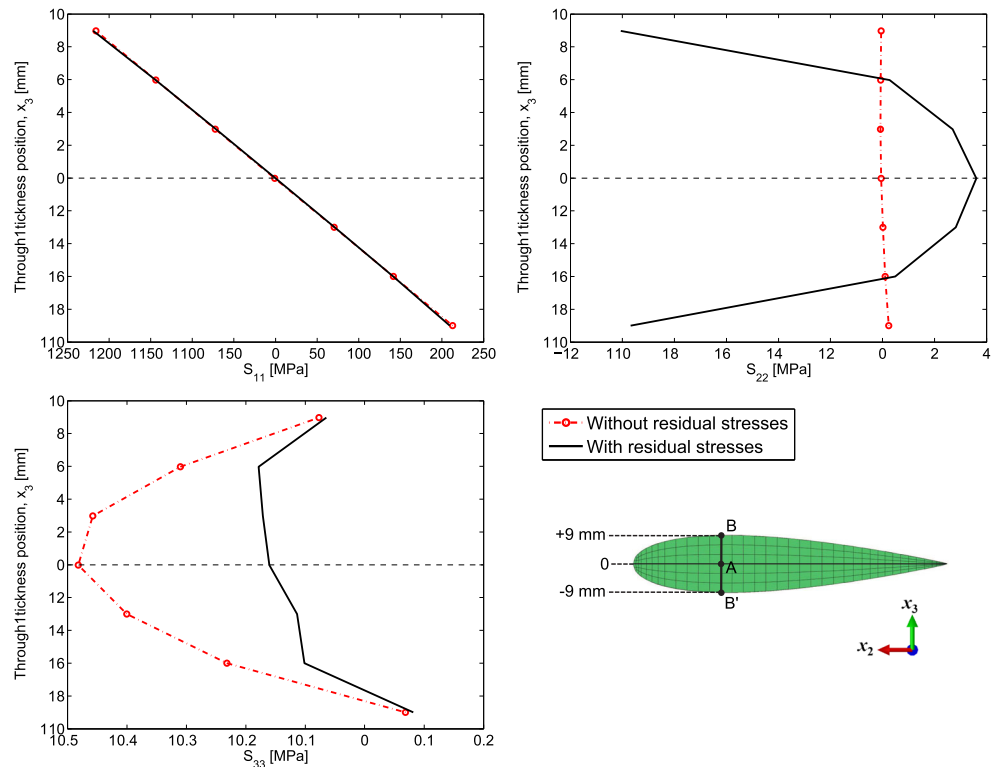 10
8
6
4
2
0
12
14
16
18
110
Through1tickness position, x3 [mm]
1250 1200 1150 1100 150 0 50 100 150 200 250
S11 [MPa]
10
8
6
4
2
0
12
14
16
18
110
Through1tickness position, x3 [mm]
−12 110 18 16 14 12 0 2 4
S22 [MPa]
10
8
6
4
2
0
12
14
16
18
110
Through1tickness position, x3 [mm]
10.5 10.4 10.3 10.2 10.1 0 0.1 0.2
S33 [MPa]
Without residual stresses
With residual stresses
+9 mm
0
-9 mm
B
A
B'
x3
x2